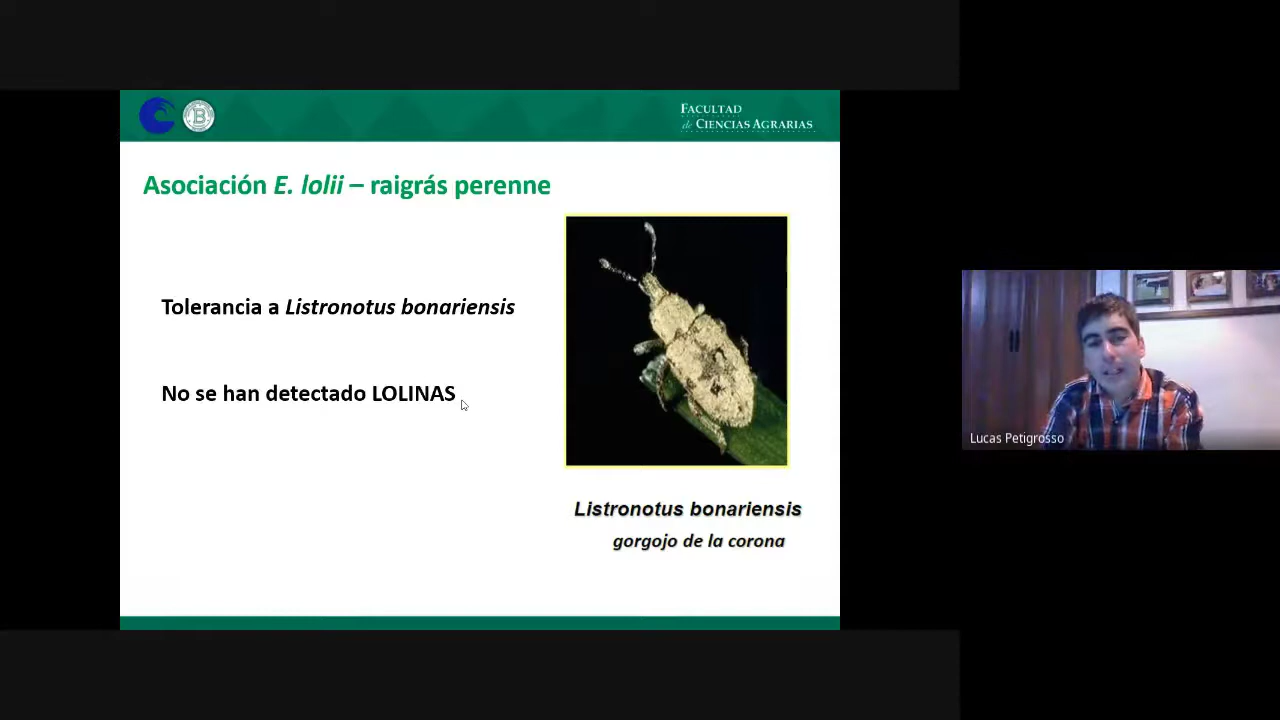 FACULTAD
de CIENCIAS AGRARIAS
Asociación E. lolii – raigrás perenne
Tolerancia a Listronotus bonariensis
No se han detectado LOLINAS
Lucas Petigrosso
Listronotus bonariensis
gorgojo de la corona